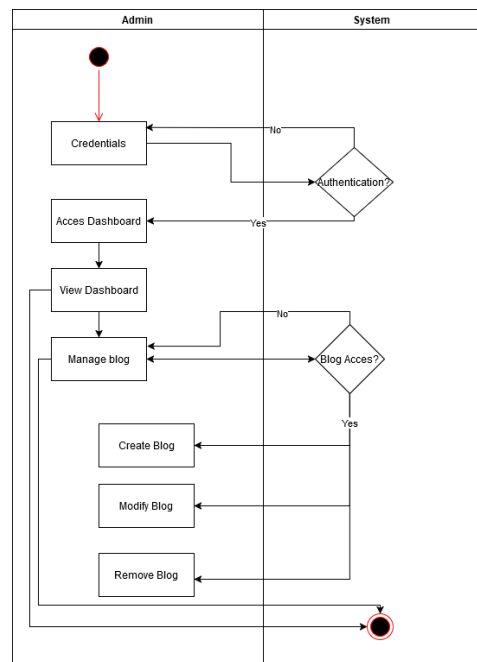 Admin
System
No
Credentials
Authentication?
Acces Dashboard
Yes
View Dashboard
No
Manage blog
Blog Acces?
Yes
Create Blog
Modify Blog
Remove Blog